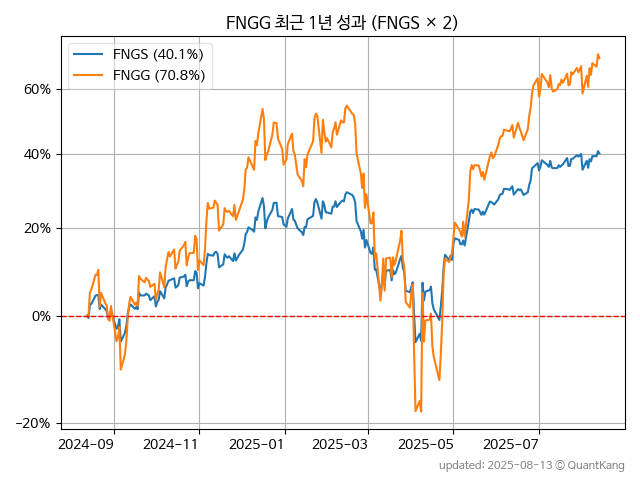 FNGG 최근 1년 성과 (FNGS × 2)
FNGS (40.1%)
FNGG (70.8%)
60%
40%
20%
0%
−20%
2024-09
2024-11
2025-01
2025-03
2025-05
2025-07
updated: 2025-08-13 ⓒ QuantKang